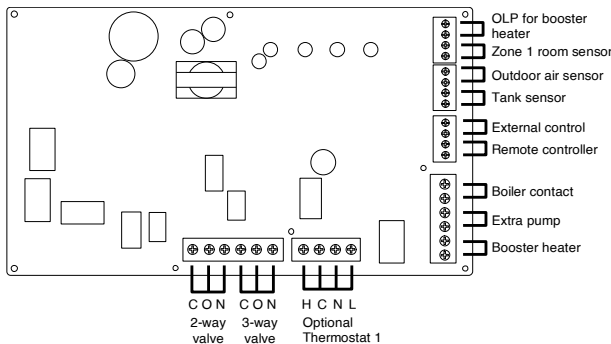 OLP for booster
heater
Zone 1 room sensor
Outdoor air sensor
Tank sensor
External control
Remote controller
Boiler contact
Extra pump
Booster heater
C O N C O N H C N L
2-way 3-way Optional
valve valve Thermostat 1